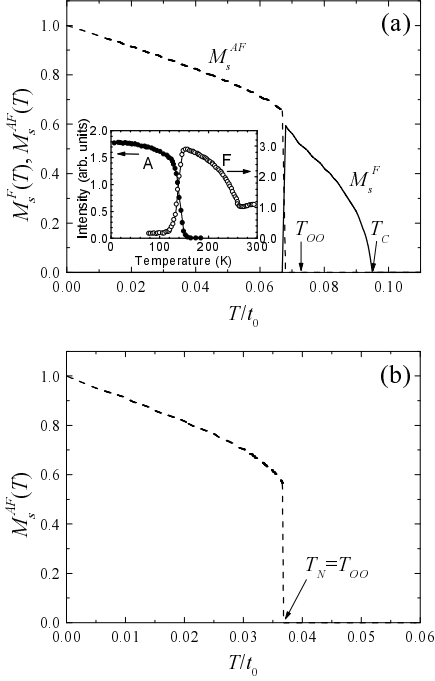 (a)
1.0
0.8
0.6
0.4
0.2
0.0
M_s^F(T), M_s^AF(T)
M_s^AF
M_s^F
T_OO
T_C
2.0
1.5
1.0
0.5
0.0
Intensity (arb. units)
A
F
3.0
2.0
1.0
0.0
0 100 200 300
Temperature (K)
0.00 0.02 0.04 0.06 0.08 0.10
T/t_0
(b)
1.0
0.8
0.6
0.4
0.2
0.0
M_s^AF(T)
T_N=T_OO
0.00 0.01 0.02 0.03 0.04 0.05 0.06
T/t_0